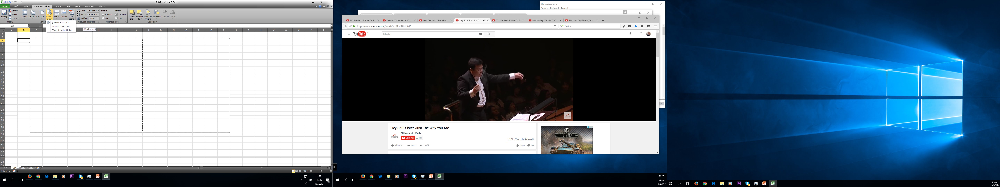 Sešit1 - Microsoft Excel
Soubor Domů Vložení Rozložení stránky Vzorce Data Revize Zobrazení Vývojář
Motivy
Barvy
Písma
Efekty
Okraje Orientace Velikost Oblast tisku Konce Pozadí Tisk názvů
Šířka: Automatick
Výška: Automatick
Měřítko: 100%
Mřížka Záhlaví
Zobrazit Zobrazit
Tisk Tisk
Přenést blíž Přenést dál Podokno výběru Zarovnat Skupina Otočit
Motivy Přizpůsobit měřítko Možnosti listu Uspořádat
Nastavit oblast tisku
Vymazat oblast tisku
Přidat do oblasti tisku
Řádek vzorců
B3
fx
A B C H I J K L M N O P Q R S T U V W X Y Z
1
2
3
4
5
6
7
8
9
10
11
12
13
14
15
16
17
18
19
20
21
22
23
24
25
26
27
28
29
30
31
32
33
34
35
36
37
38
39
List1 List2 List3
Připraven
100 %
CES
21:27
středa
15.3.2017
Správce úloh
Soubor Možnosti Zobrazit
80's Medley / Smoke On T...
Firework Overture - YouT...
Let's Get Loud / Party Roc...
Hey Soul Sister, Just T...
80's Medley / Smoke On T...
80's Medley / Smoke On T...
The Lion King Finale (Final...
https://www.youtube.com/watch?v=4F9bFNnHkd0
Hledat
YouTube CZ
Hledat
Hey Soul Sister, Just The Way You Are
Philharmonic Winds
Odebírat 22 441
539 752 zhlédnutí
Přidat do Sdílet Další
3 699 45
WORLD OF TANKS
21:27
středa
15.3.2017
21:27
15.3.2017